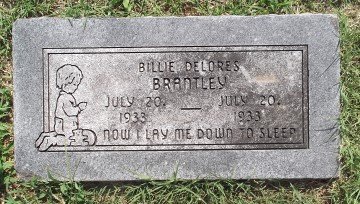 BILLIE DELORES
BRANTLEY
JULY 20, — JULY 20,
1933 1933
NOW I LAY ME DOWN TO SLEEP